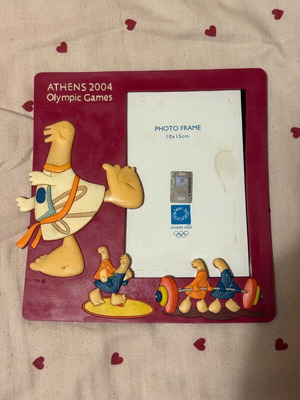 ATHENS 2004
Olympic Games
PHOTO FRAME
10x15cm
ATHENS 2004